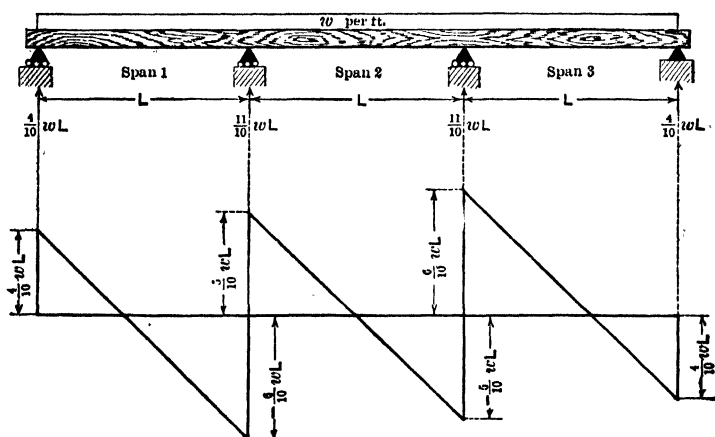 w per ft.
Span 1 Span 2 Span 3
L L L
4/10 wL 11/10 wL 11/10 wL 4/10 wL
4/10 wL
/10 wL
6/10 wL
-6/10 wL
-5/10 wL
4/10 wL